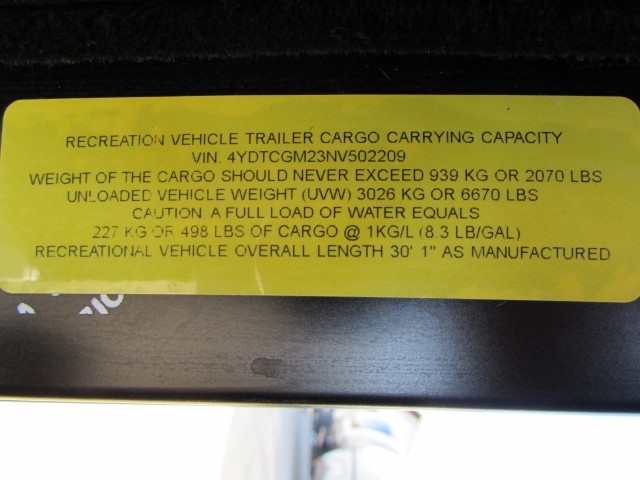 RECREATION VEHICLE TRAILER CARGO CARRYING CAPACITY
VIN: 4YDTCGM23NV502209
WEIGHT OF THE CARGO SHOULD NEVER EXCEED 939 KG OR 2070 LBS
UNLOADED VEHICLE WEIGHT (UVW) 3026 KG OR 6670 LBS
CAUTION: A FULL LOAD OF WATER EQUALS
227 KG OR 498 LBS OF CARGO @ 1KG/L (8.3 LB/GAL)
RECREATIONAL VEHICLE OVERALL LENGTH 30' 1" AS MANUFACTURED